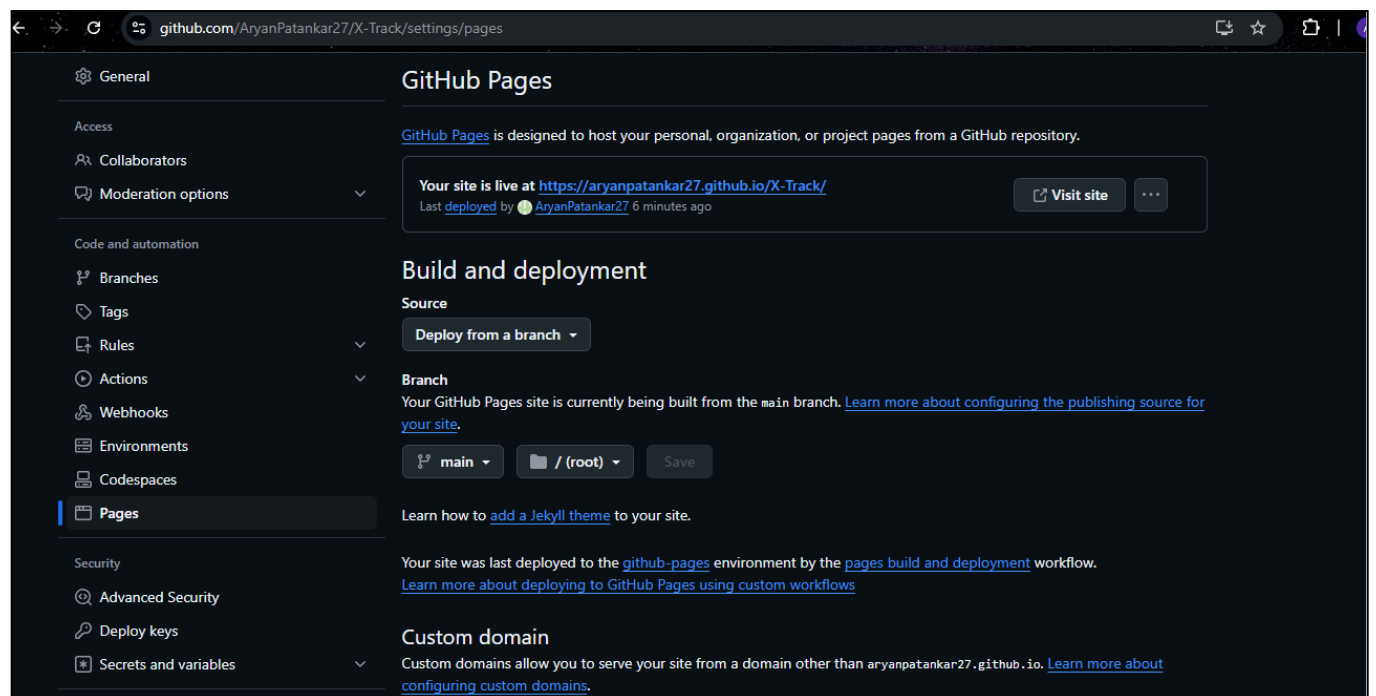 github.com/AryanPatankar27/X-Track/settings/pages
General
Access
Collaborators
Moderation options
Code and automation
Branches
Tags
Rules
Actions
Webhooks
Environments
Codespaces
Pages
Security
Advanced Security
Deploy keys
Secrets and variables
GitHub Pages
GitHub Pages is designed to host your personal, organization, or project pages from a GitHub repository.
Your site is live at https://aryanpatankar27.github.io/X-Track/
Last deployed by AryanPatankar27 6 minutes ago
Visit site
Build and deployment
Source
Deploy from a branch
Branch
Your GitHub Pages site is currently being built from the main branch. Learn more about configuring the publishing source for
your site.
main / (root) Save
Learn how to add a Jekyll theme to your site.
Your site was last deployed to the github-pages environment by the pages build and deployment workflow.
Learn more about deploying to GitHub Pages using custom workflows
Custom domain
Custom domains allow you to serve your site from a domain other than aryanpatankar27.github.io. Learn more about
configuring custom domains.